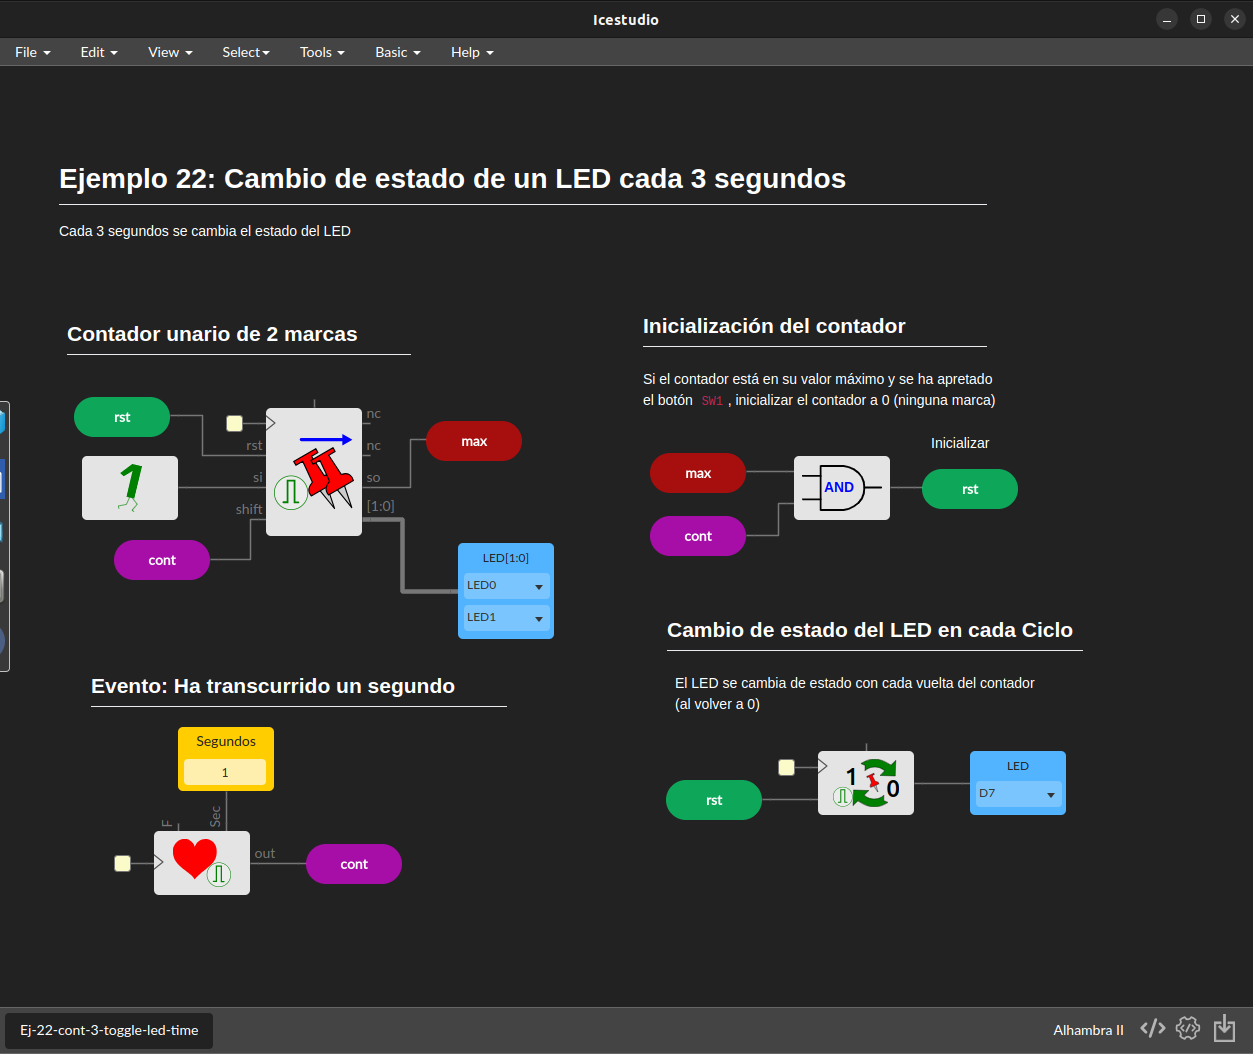 Icestudio
File Edit View Select Tools Basic Help
Ejemplo 22: Cambio de estado de un LED cada 3 segundos
Cada 3 segundos se cambia el estado del LED
Contador unario de 2 marcas
rst
rst
si
shift
nc
nc
so
[1:0]
1
cont
max
LED[1:0]
LED0
LED1
Inicialización del contador
Si el contador está en su valor máximo y se ha apretado
el botón SW1 , inicializar el contador a 0 (ninguna marca)
Inicializar
max
cont
AND
rst
Evento: Ha transcurrido un segundo
Segundos
1
F
Sec
out
cont
Cambio de estado del LED en cada Ciclo
El LED se cambia de estado con cada vuelta del contador
(al volver a 0)
rst
1
0
LED
D7
Ej-22-cont-3-toggle-led-time
Alhambra II